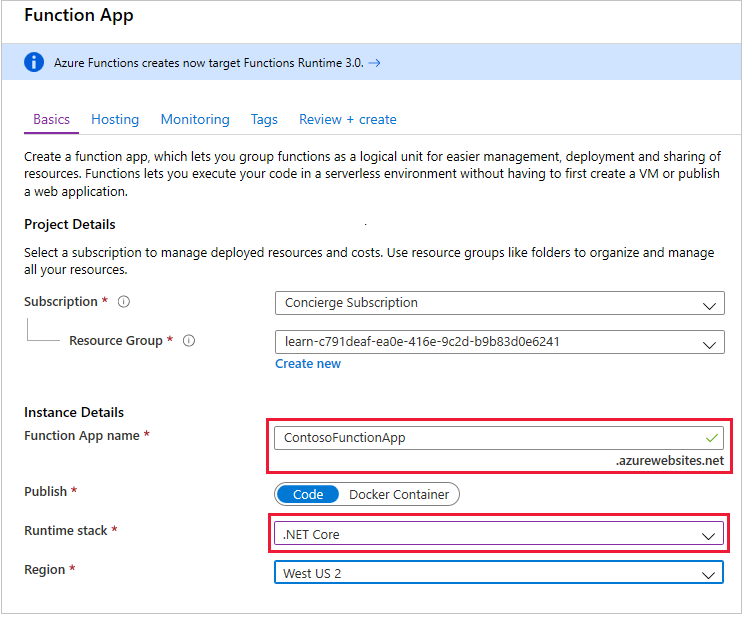 Function App
Azure Functions creates now target Functions Runtime 3.0. →
Basics Hosting Monitoring Tags Review + create
Create a function app, which lets you group functions as a logical unit for easier management, deployment and sharing of
resources. Functions lets you execute your code in a serverless environment without having to first create a VM or publish
a web application.
Project Details
Select a subscription to manage deployed resources and costs. Use resource groups like folders to organize and manage
all your resources.
Subscription * Concierge Subscription
Resource Group * learn-c791deaf-ea0e-416e-9c2d-b9b83d0e6241
Create new
Instance Details
Function App name * ContosoFunctionApp
.azurewebsites.net
Publish * Code Docker Container
Runtime stack * .NET Core
Region * West US 2